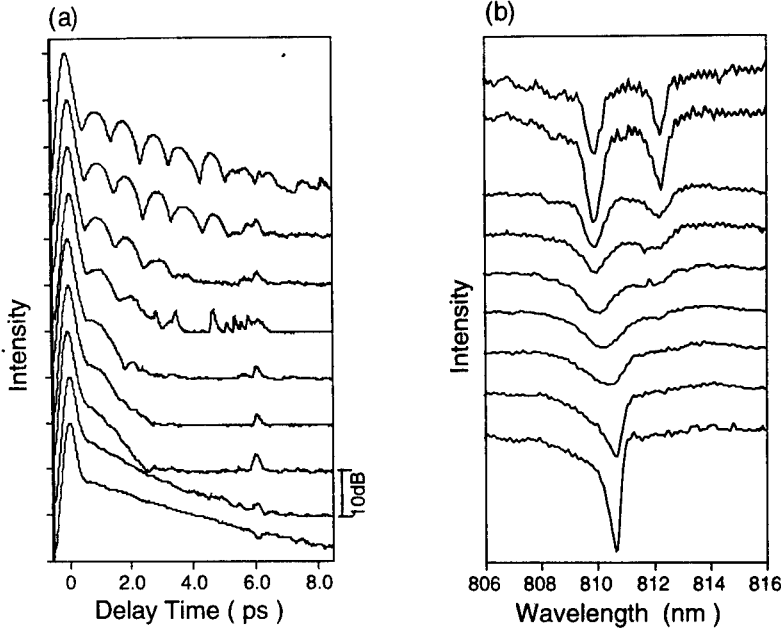 (a)
Intensity
10dB
0 2.0 4.0 6.0 8.0
Delay Time ( ps )
(b)
Intensity
806 808 810 812 814 816
Wavelength (nm )